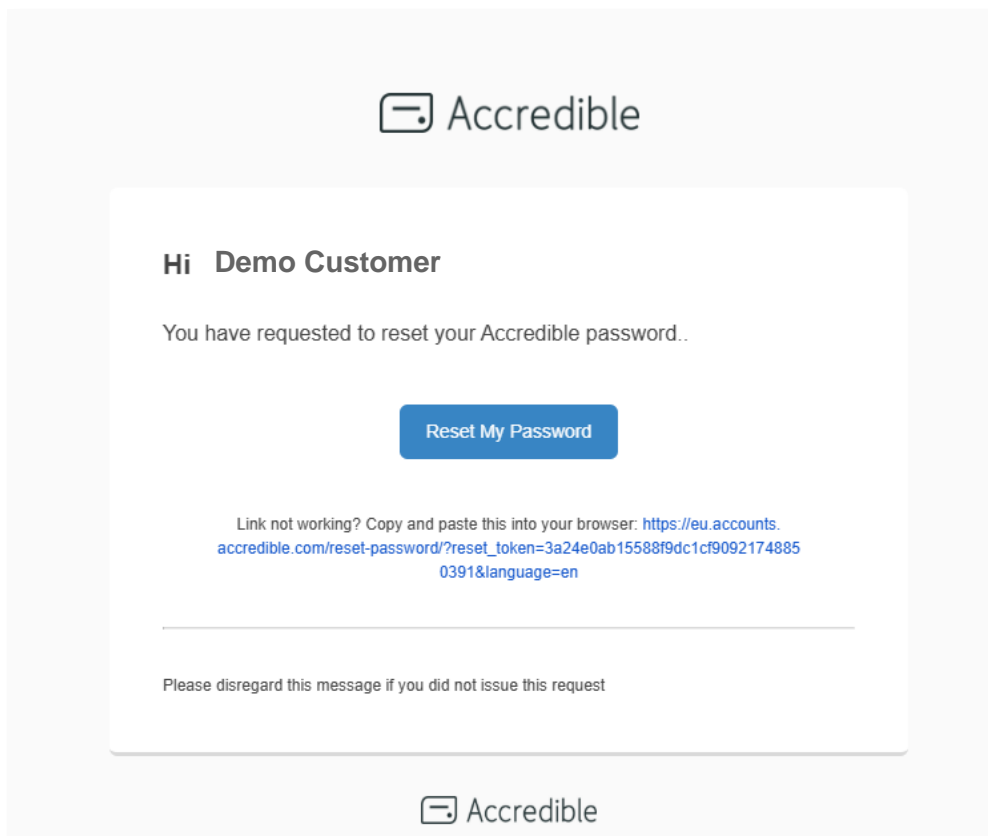 Accredible
Hi Demo Customer
You have requested to reset your Accredible password..
Reset My Password
Link not working? Copy and paste this into your browser: https://eu.accounts.
accredible.com/reset-password/?reset_token=3a24e0ab15588f9dc1cf9092174885
0391&language=en
Please disregard this message if you did not issue this request
Accredible